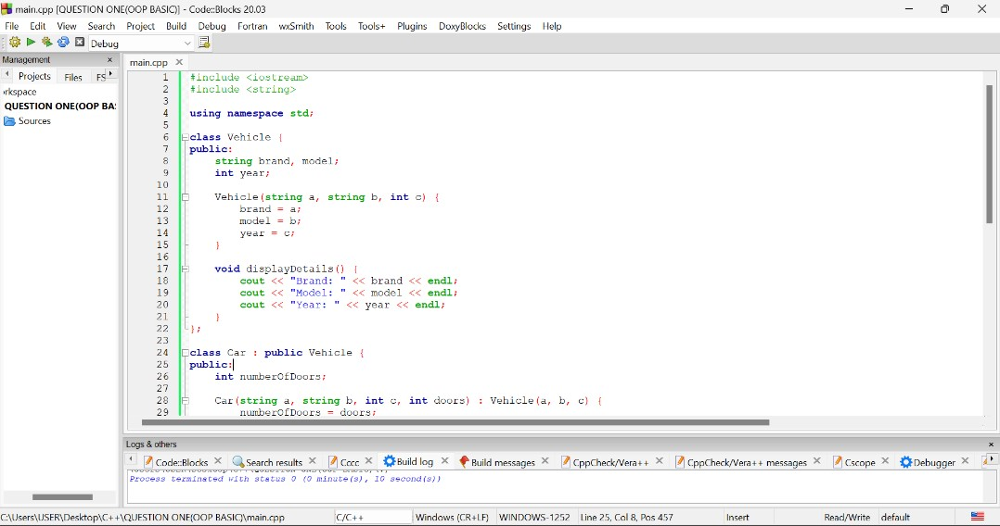 main.cpp [QUESTION ONE(OOP BASIC)] - Code::Blocks 20.03
File Edit View Search Project Build Debug Fortran wxSmith Tools Tools+ Plugins DoxyBlocks Settings Help
Debug
Management
main.cpp
Projects Files FS
rkspace
QUESTION ONE(OOP BA
Sources
1 #include <iostream>
2 #include <string>
3
4 using namespace std;
5
6 class Vehicle {
7 public:
8 string brand, model;
9 int year;
10
11 Vehicle(string a, string b, int c) {
12 brand = a;
13 model = b;
14 year = c;
15 }
16
17 void displayDetails() {
18 cout << "Brand: " << brand << endl;
19 cout << "Model: " << model << endl;
20 cout << "Year: " << year << endl;
21 }
22 };
23
24 class Car : public Vehicle {
25 public:
26 int numberOfDoors;
27
28 Car(string a, string b, int c, int doors) : Vehicle(a, b, c) {
29 numberOfDoors = doors;
Logs & others
Code::Blocks Search results Cccc Build log Build messages CppCheck/Vera++ CppCheck/Vera++ messages Cscope Debugger
Process terminated with status 0 (0 minute(s), 10 second(s))
C:\Users\USER\Desktop\C++\QUESTION ONE(OOP BASIC)\main.cpp C/C++ Windows (CR+LF) WINDOWS-1252 Line 25, Col 8, Pos 457 Insert Read/Write default